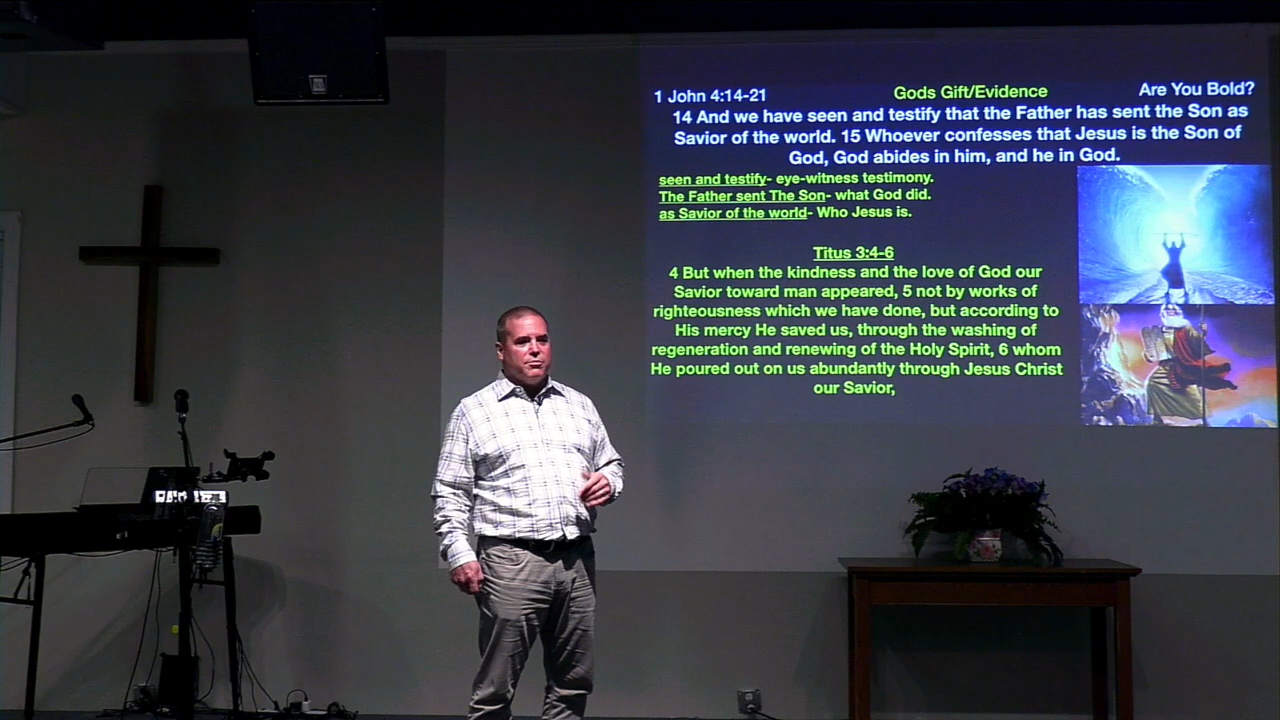 1 John 4:14-21 Gods Gift/Evidence Are You Bold?
14 And we have seen and testify that the Father has sent the Son as
Savior of the world. 15 Whoever confesses that Jesus is the Son of
God, God abides in him, and he in God.
seen and testify- eye-witness testimony.
The Father sent The Son- what God did.
as Savior of the world- Who Jesus is.
Titus 3:4-6
4 But when the kindness and the love of God our
Savior toward man appeared, 5 not by works of
righteousness which we have done, but according to
His mercy He saved us, through the washing of
regeneration and renewing of the Holy Spirit, 6 whom
He poured out on us abundantly through Jesus Christ
our Savior,